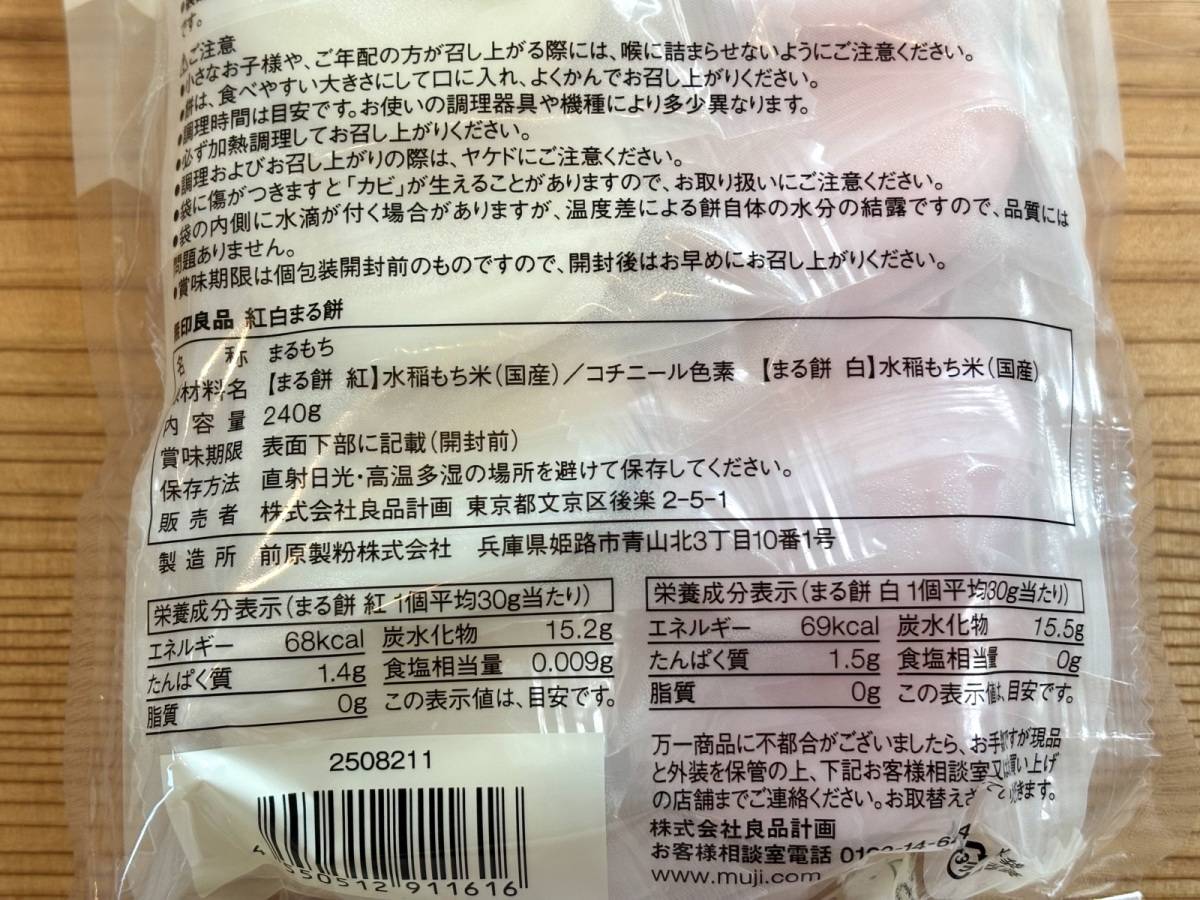 です。
⚠ご注意
●小さなお子様や、ご年配の方が召し上がる際には、喉に詰まらせないようにご注意ください。
●餅は、食べやすい大きさにして口に入れ、よくかんでお召し上がりください。
●調理時間は目安です。お使いの調理器具や機種により多少異なります。
●必ず加熱調理してお召し上がりください。
●調理およびお召し上がりの際は、ヤケドにご注意ください。
●袋に傷がつきますと「カビ」が生えることがありますので、お取り扱いにご注意ください。
●袋の内側に水滴が付く場合がありますが、温度差による餅自体の水分の結露ですので、品質には
問題ありません。
●賞味期限は個包装開封前のものですので、開封後はお早めにお召し上がりください。
無印良品 紅白まる餅
名称 まるもち
材料名 【まる餅 紅】水稲もち米(国産)/コチニール色素 【まる餅 白】水稲もち米(国産)
内容量 240g
賞味期限 表面下部に記載(開封前)
保存方法 直射日光・高温多湿の場所を避けて保存してください。
販売者 株式会社良品計画 東京都文京区後楽 2-5-1
製造所 前原製粉株式会社 兵庫県姫路市青山北3丁目10番1号
栄養成分表示(まる餅 紅 1個平均30g当たり)
エネルギー 68kcal 炭水化物 15.2g
たんぱく質 1.4g 食塩相当量 0.009g
脂質 0g この表示値は、目安です。
栄養成分表示(まる餅 白 1個平均30g当たり)
エネルギー 69kcal 炭水化物 15.5g
たんぱく質 1.5g 食塩相当量 0g
脂質 0g この表示値は、目安です。
万一商品に不都合がございましたら、お手数ですが現品
と外装を保管の上、下記お客様相談室又は買い上げ
の店舗までご連絡ください。お取替えさ きます。
株式会社良品計画
お客様相談室電話
www.muji.com
2508211
4 550512 911616